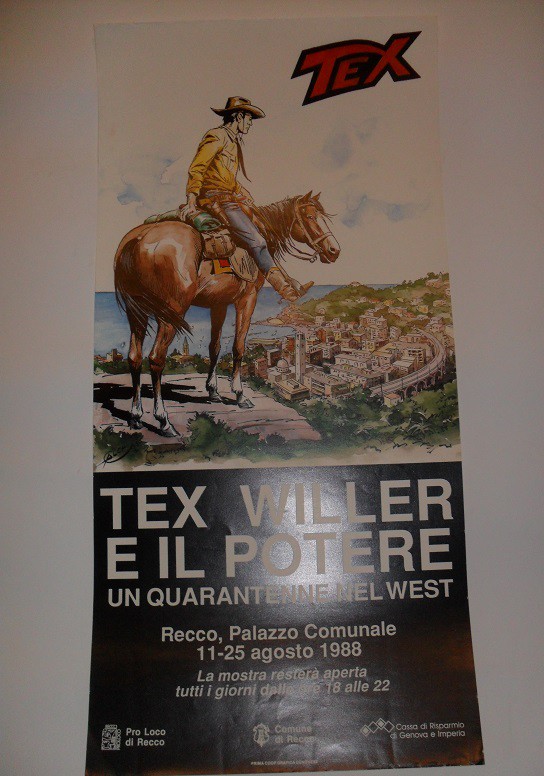 TEX
TEX WILLER
E IL POTERE
UN QUARANTENNE NEL WEST
Recco, Palazzo Comunale
11-25 agosto 1988
La mostra resterà aperta
tutti i giorni dalle ore 18 alle 22
Pro Loco
di Recco
Comune
di Recco
Cassa di Risparmio
di Genova e Imperia